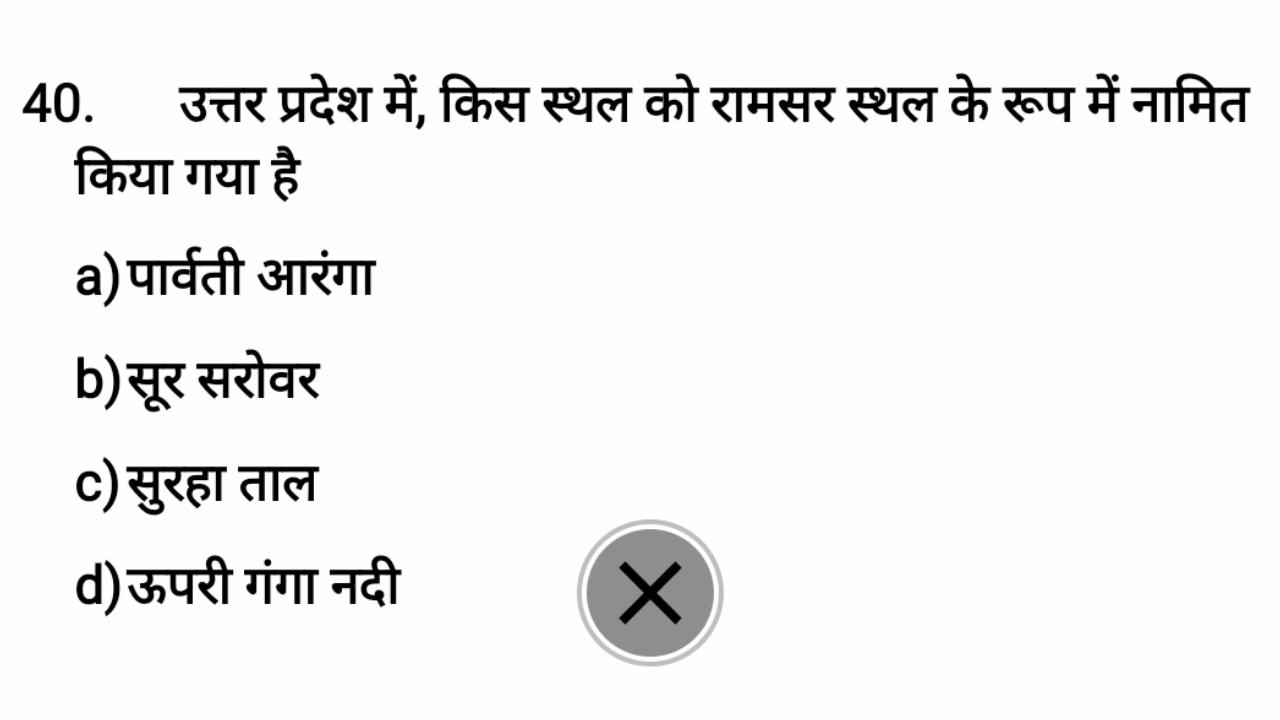 40. उत्तर प्रदेश में, किस स्थल को रामसर स्थल के रूप में नामित
किया गया है
a) पार्वती आरंगा
b) सूर सरोवर
c) सुरहा ताल
d) ऊपरी गंगा नदी